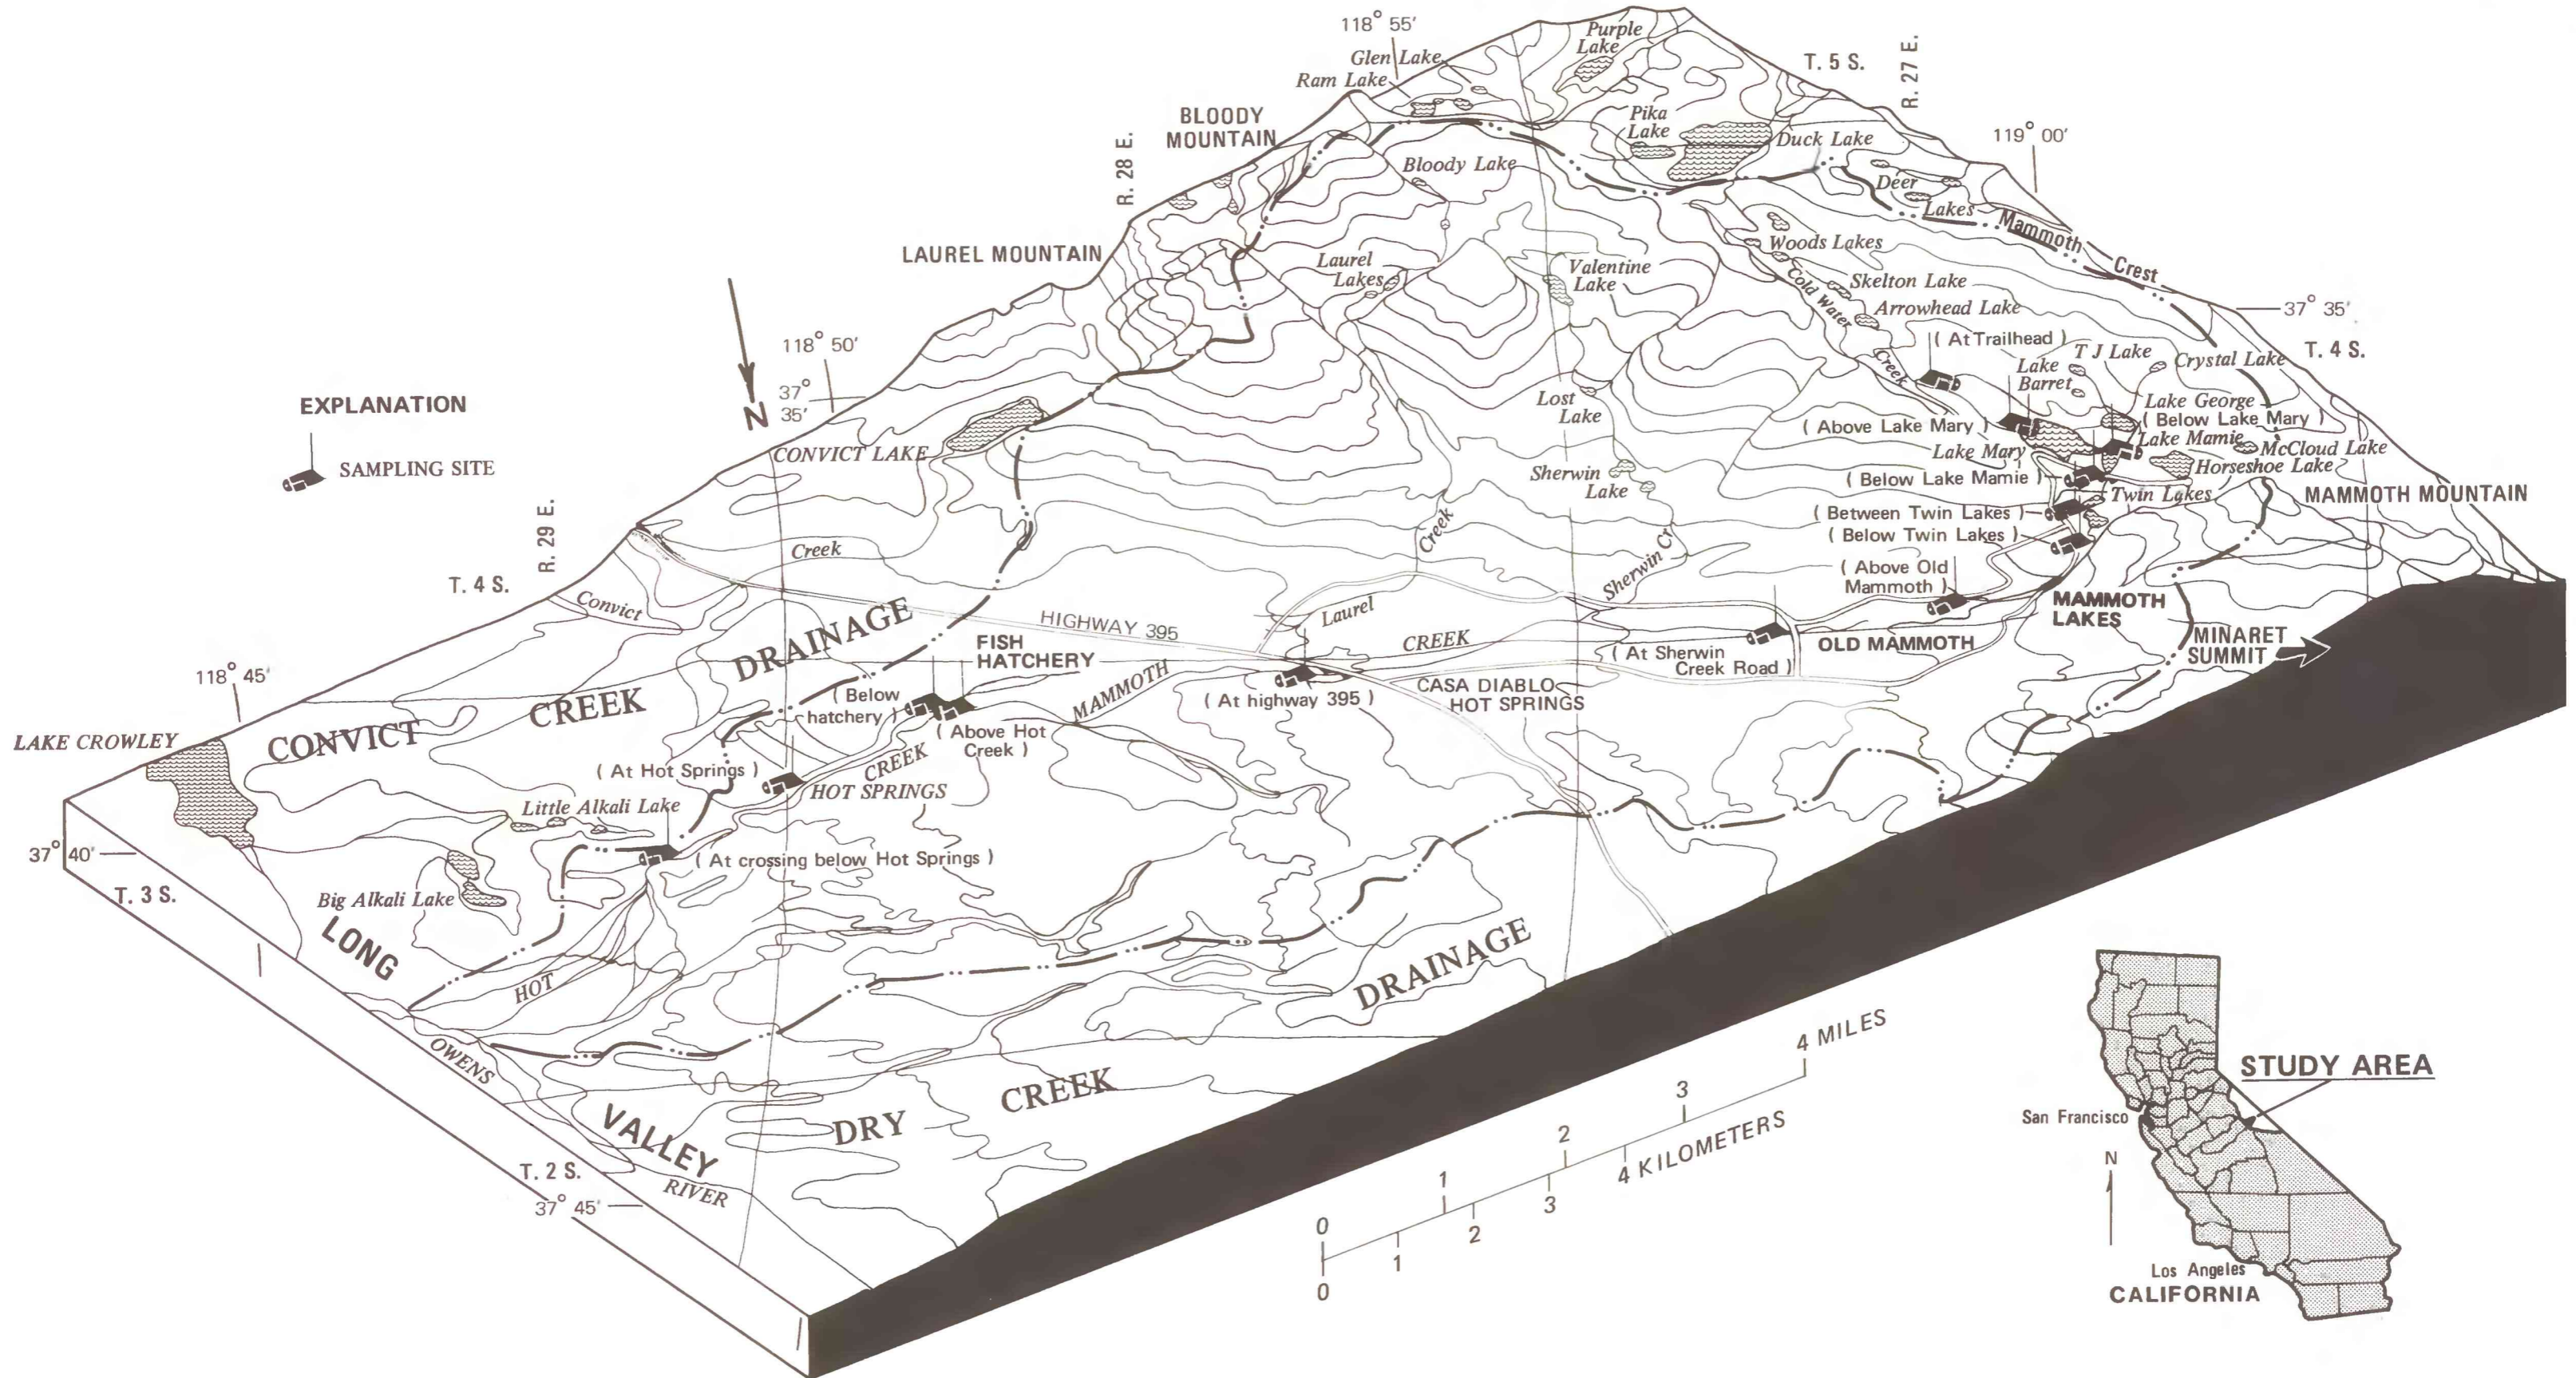 118° 55'
Purple
Lake
Glen Lake
Ram Lake
T. 5 S.
R. 27 E.
BLOODY
MOUNTAIN
Pika
Lake
Duck Lake
119° 00'
R. 28 E.
Bloody Lake
Deer
Lakes
Mammoth
Crest
LAUREL MOUNTAIN
Laurel
Lakes
Valentine
Lake
Woods Lakes
Skelton Lake
Cold Water
Creek
Arrowhead Lake
37° 35'
T. 4 S.
118° 50'
37°
35'
N
( At Trailhead )
T J Lake
Lake
Barret
Crystal Lake
EXPLANATION
SAMPLING SITE
Lost
Lake
Lake George
( Above Lake Mary )
( Below Lake Mary )
CONVICT LAKE
Lake Mary
Lake Mamie
McCloud Lake
Horseshoe Lake
Sherwin
Lake
( Below Lake Mamie )
Twin Lakes
MAMMOTH MOUNTAIN
( Between Twin Lakes )
( Below Twin Lakes )
R. 29 E.
T. 4 S.
Creek
Convict
Creek
Sherwin Cr.
( Above Old
Mammoth )
MAMMOTH
LAKES
HIGHWAY 395
Laurel
CREEK
DRAINAGE
FISH
HATCHERY
( At Sherwin
Creek Road )
OLD MAMMOTH
MINARET
SUMMIT
118° 45'
MAMMOTH
( At highway 395 )
CASA DIABLO
HOT SPRINGS
CONVICT
CREEK
( Below
hatchery )
( Above Hot
Creek )
LAKE CROWLEY
( At Hot Springs )
CREEK
HOT SPRINGS
Little Alkali Lake
37° 40'
( At crossing below Hot Springs )
T. 3 S.
Big Alkali Lake
LONG
HOT
DRAINAGE
OWENS
VALLEY
DRY
CREEK
T. 2 S.
RIVER
37° 45'
0
1
2
3
4 MILES
0
1
2
3
4 KILOMETERS
STUDY AREA
San Francisco
N
Los Angeles
CALIFORNIA